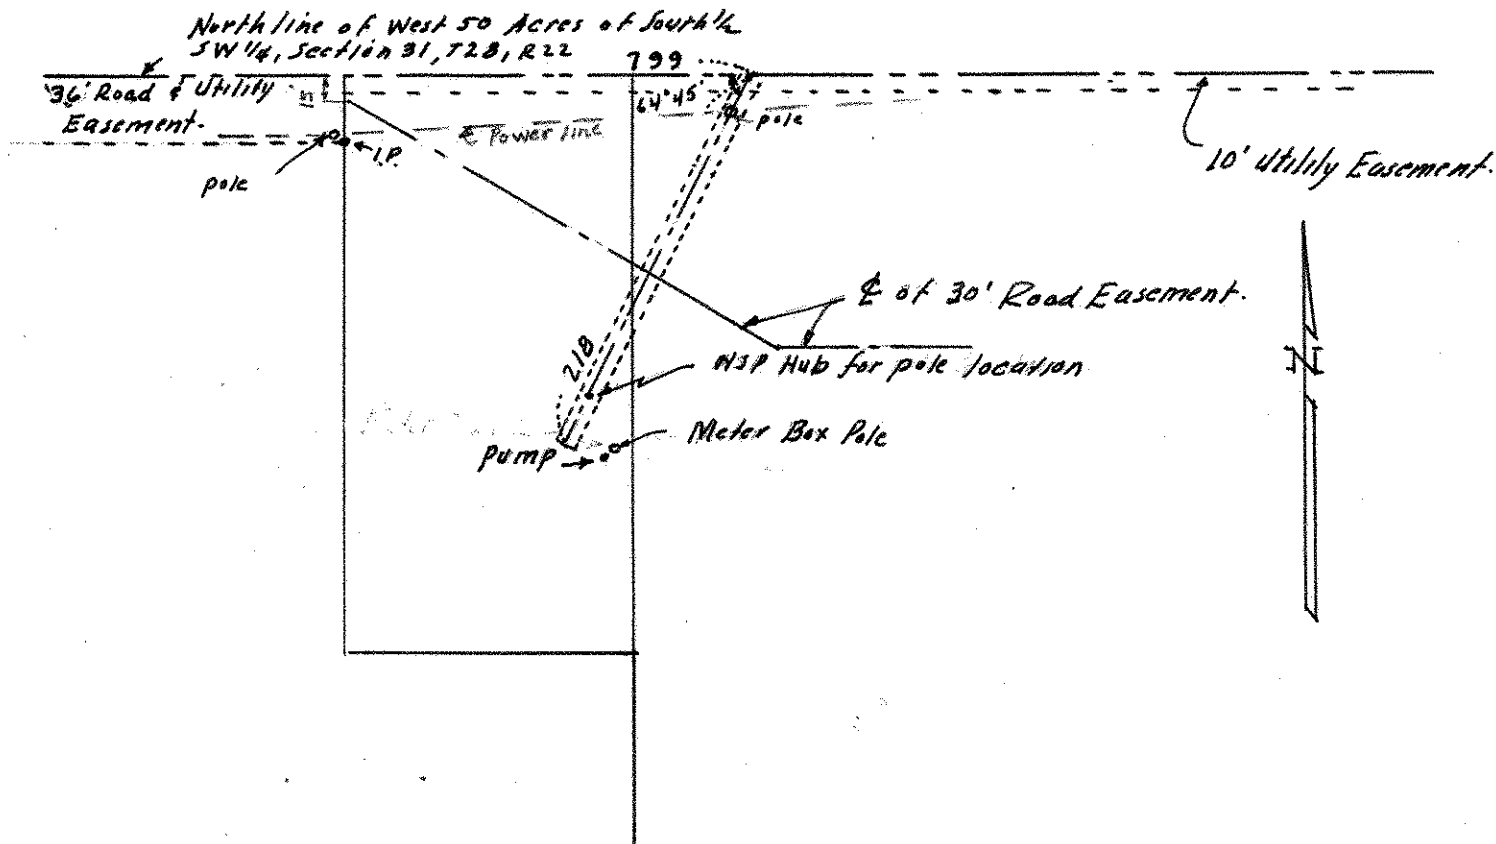 North line of West 50 Acres of South ½
SW ¼, Section 31, T28, R22
799
36' Road & Utility
Easement.
64°45'
pole
℄ Power line
I.P.
pole
10' Utility Easement.
℄ of 30' Road Easement.
218
NSP Hub for pole location
Meter Box Pole
Pump
N